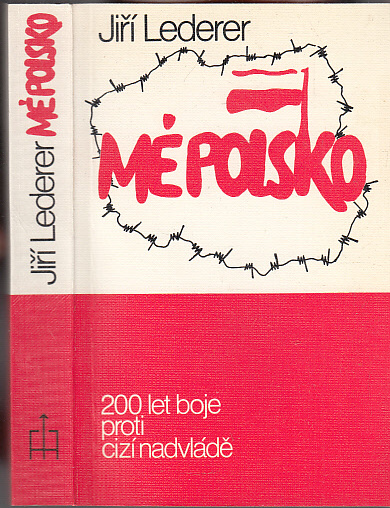 Jiří Lederer MÉ POLSKO
Jiří Lederer
MÉ POLSKO
200 let boje
proti
cizí nadvládě